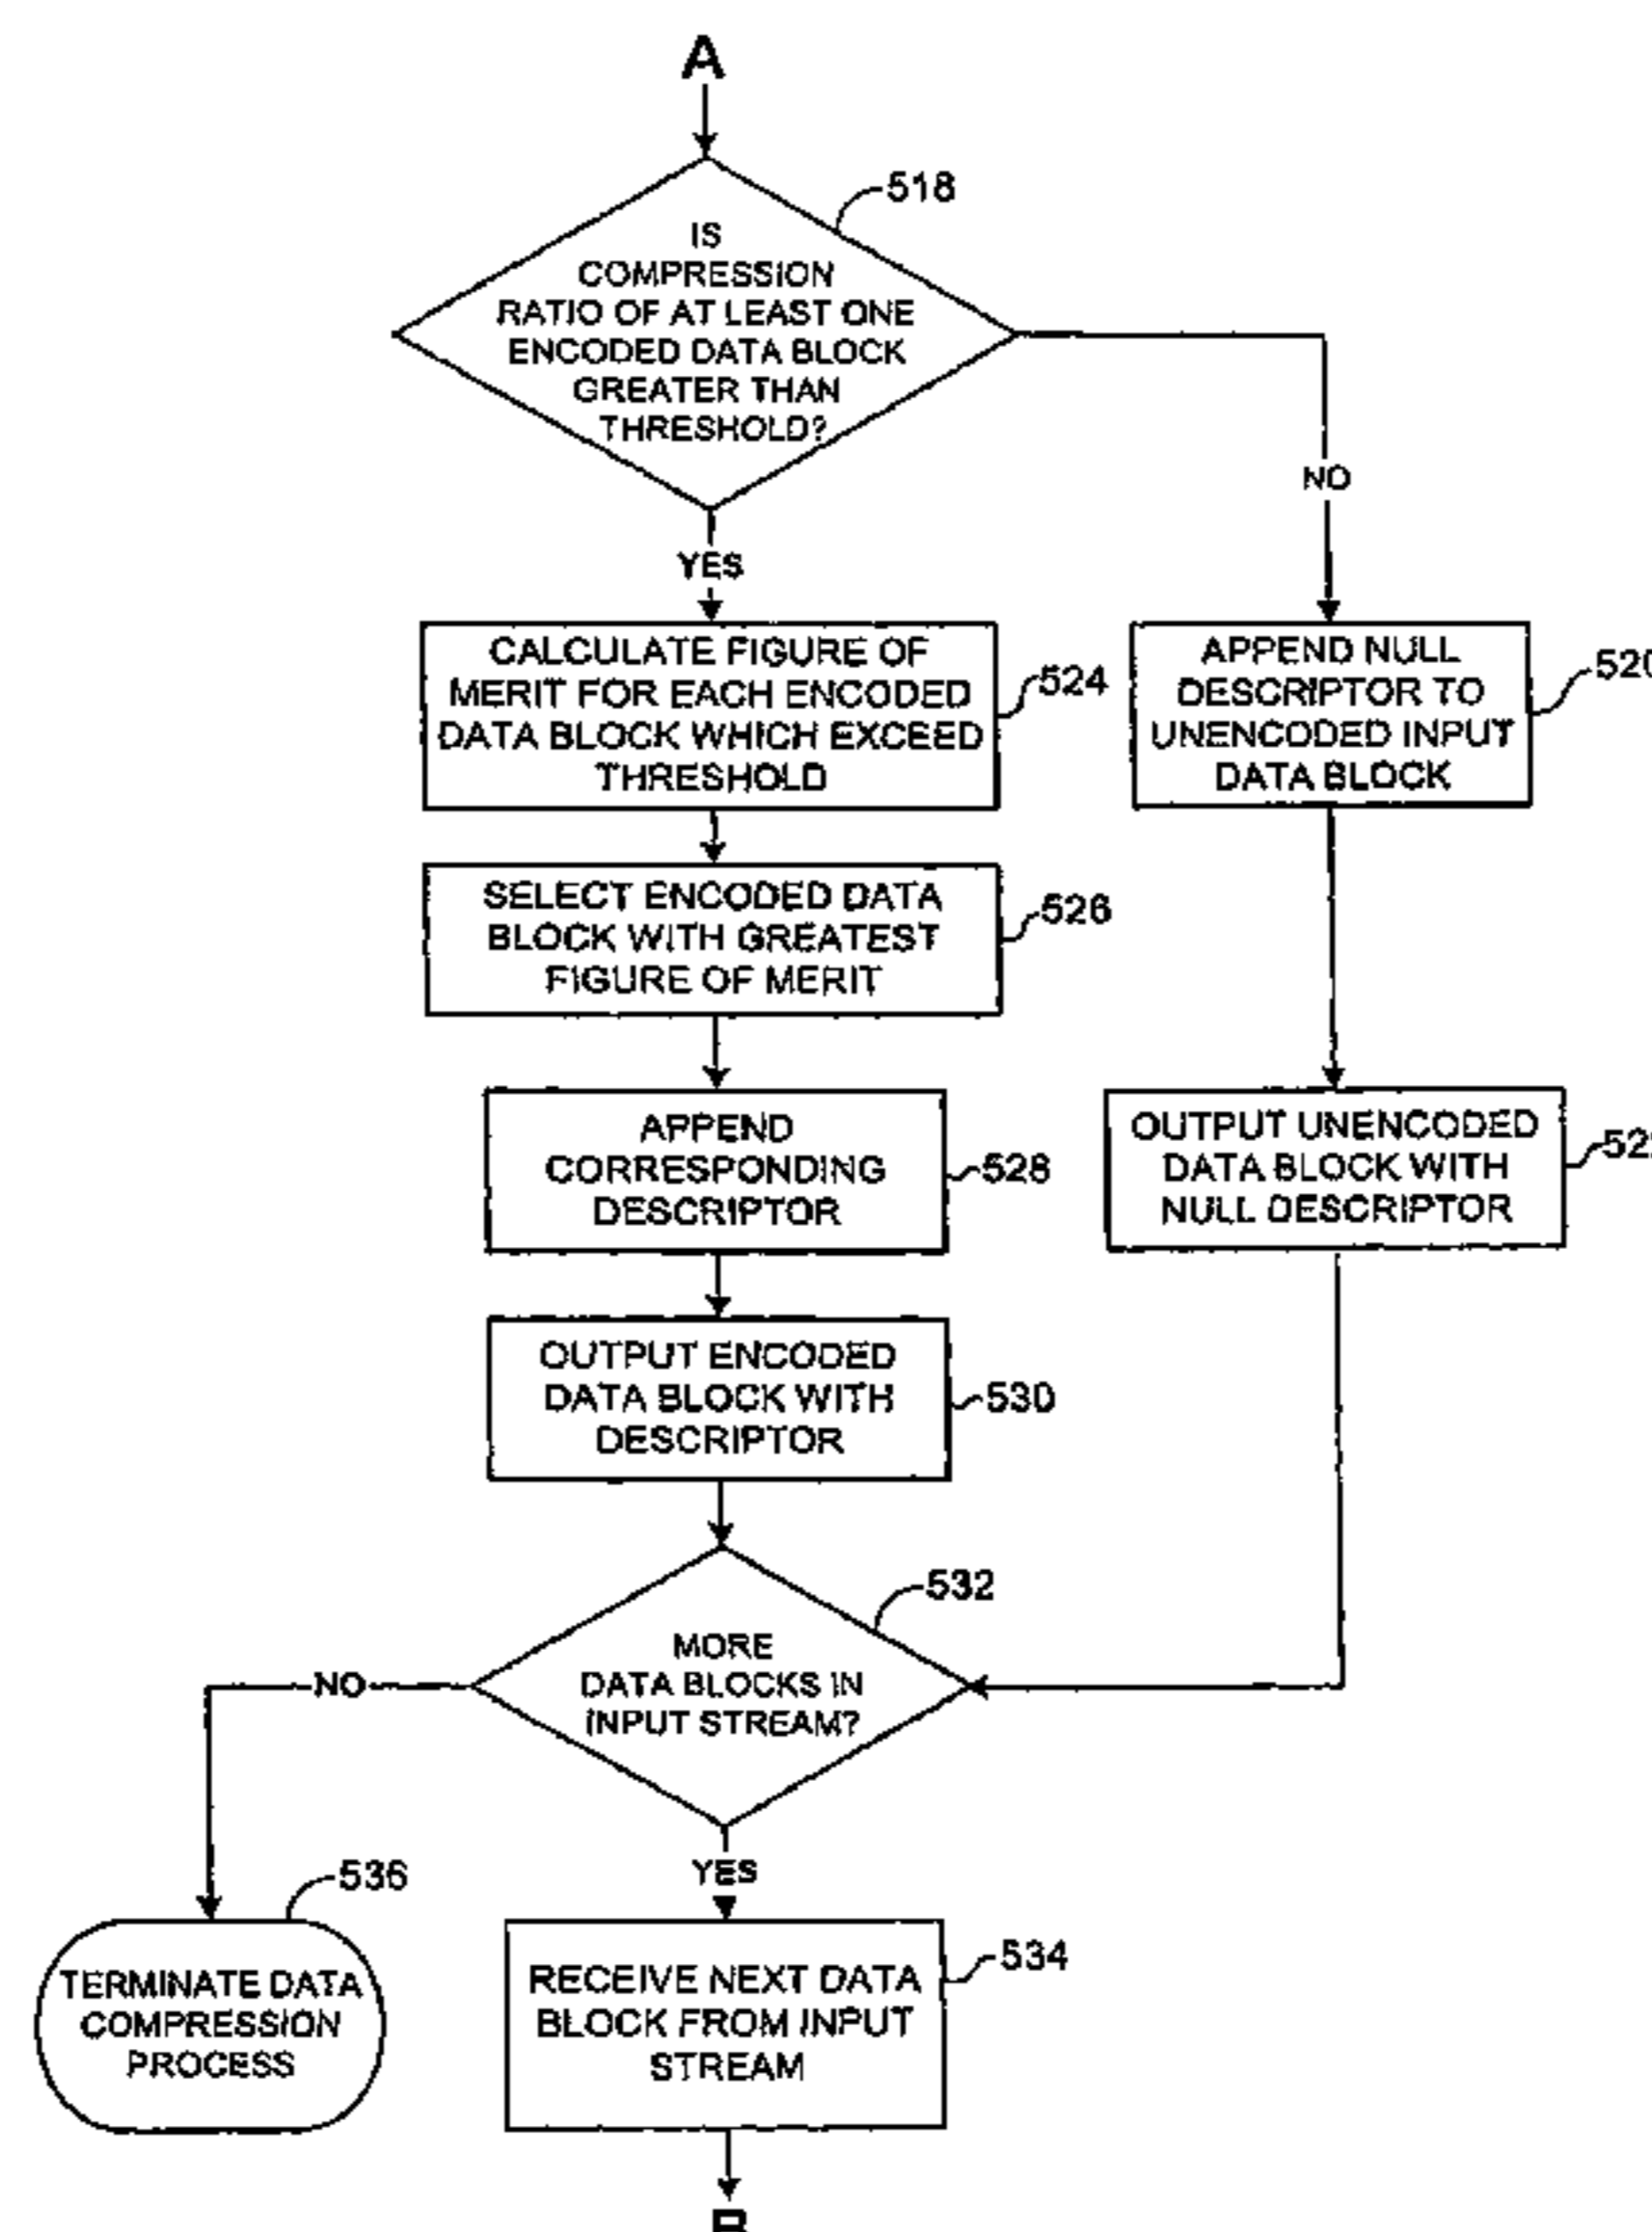 A
518
IS
COMPRESSION
RATIO OF AT LEAST ONE
ENCODED DATA BLOCK
GREATER THAN
THRESHOLD?
NO
YES
CALCULATE FIGURE OF
MERIT FOR EACH ENCODED
DATA BLOCK WHICH EXCEED
THRESHOLD
524
APPEND NULL
DESCRIPTOR TO
UNENCODED INPUT
DATA BLOCK
520
SELECT ENCODED DATA
BLOCK WITH GREATEST
FIGURE OF MERIT
526
APPEND
CORRESPONDING
DESCRIPTOR
528
OUTPUT UNENCODED
DATA BLOCK WITH
NULL DESCRIPTOR
OUTPUT ENCODED
DATA BLOCK WITH
DESCRIPTOR
530
532
MORE
DATA BLOCKS IN
INPUT STREAM?
NO
YES
536
TERMINATE DATA
COMPRESSION
PROCESS
RECEIVE NEXT DATA
BLOCK FROM INPUT
STREAM
534